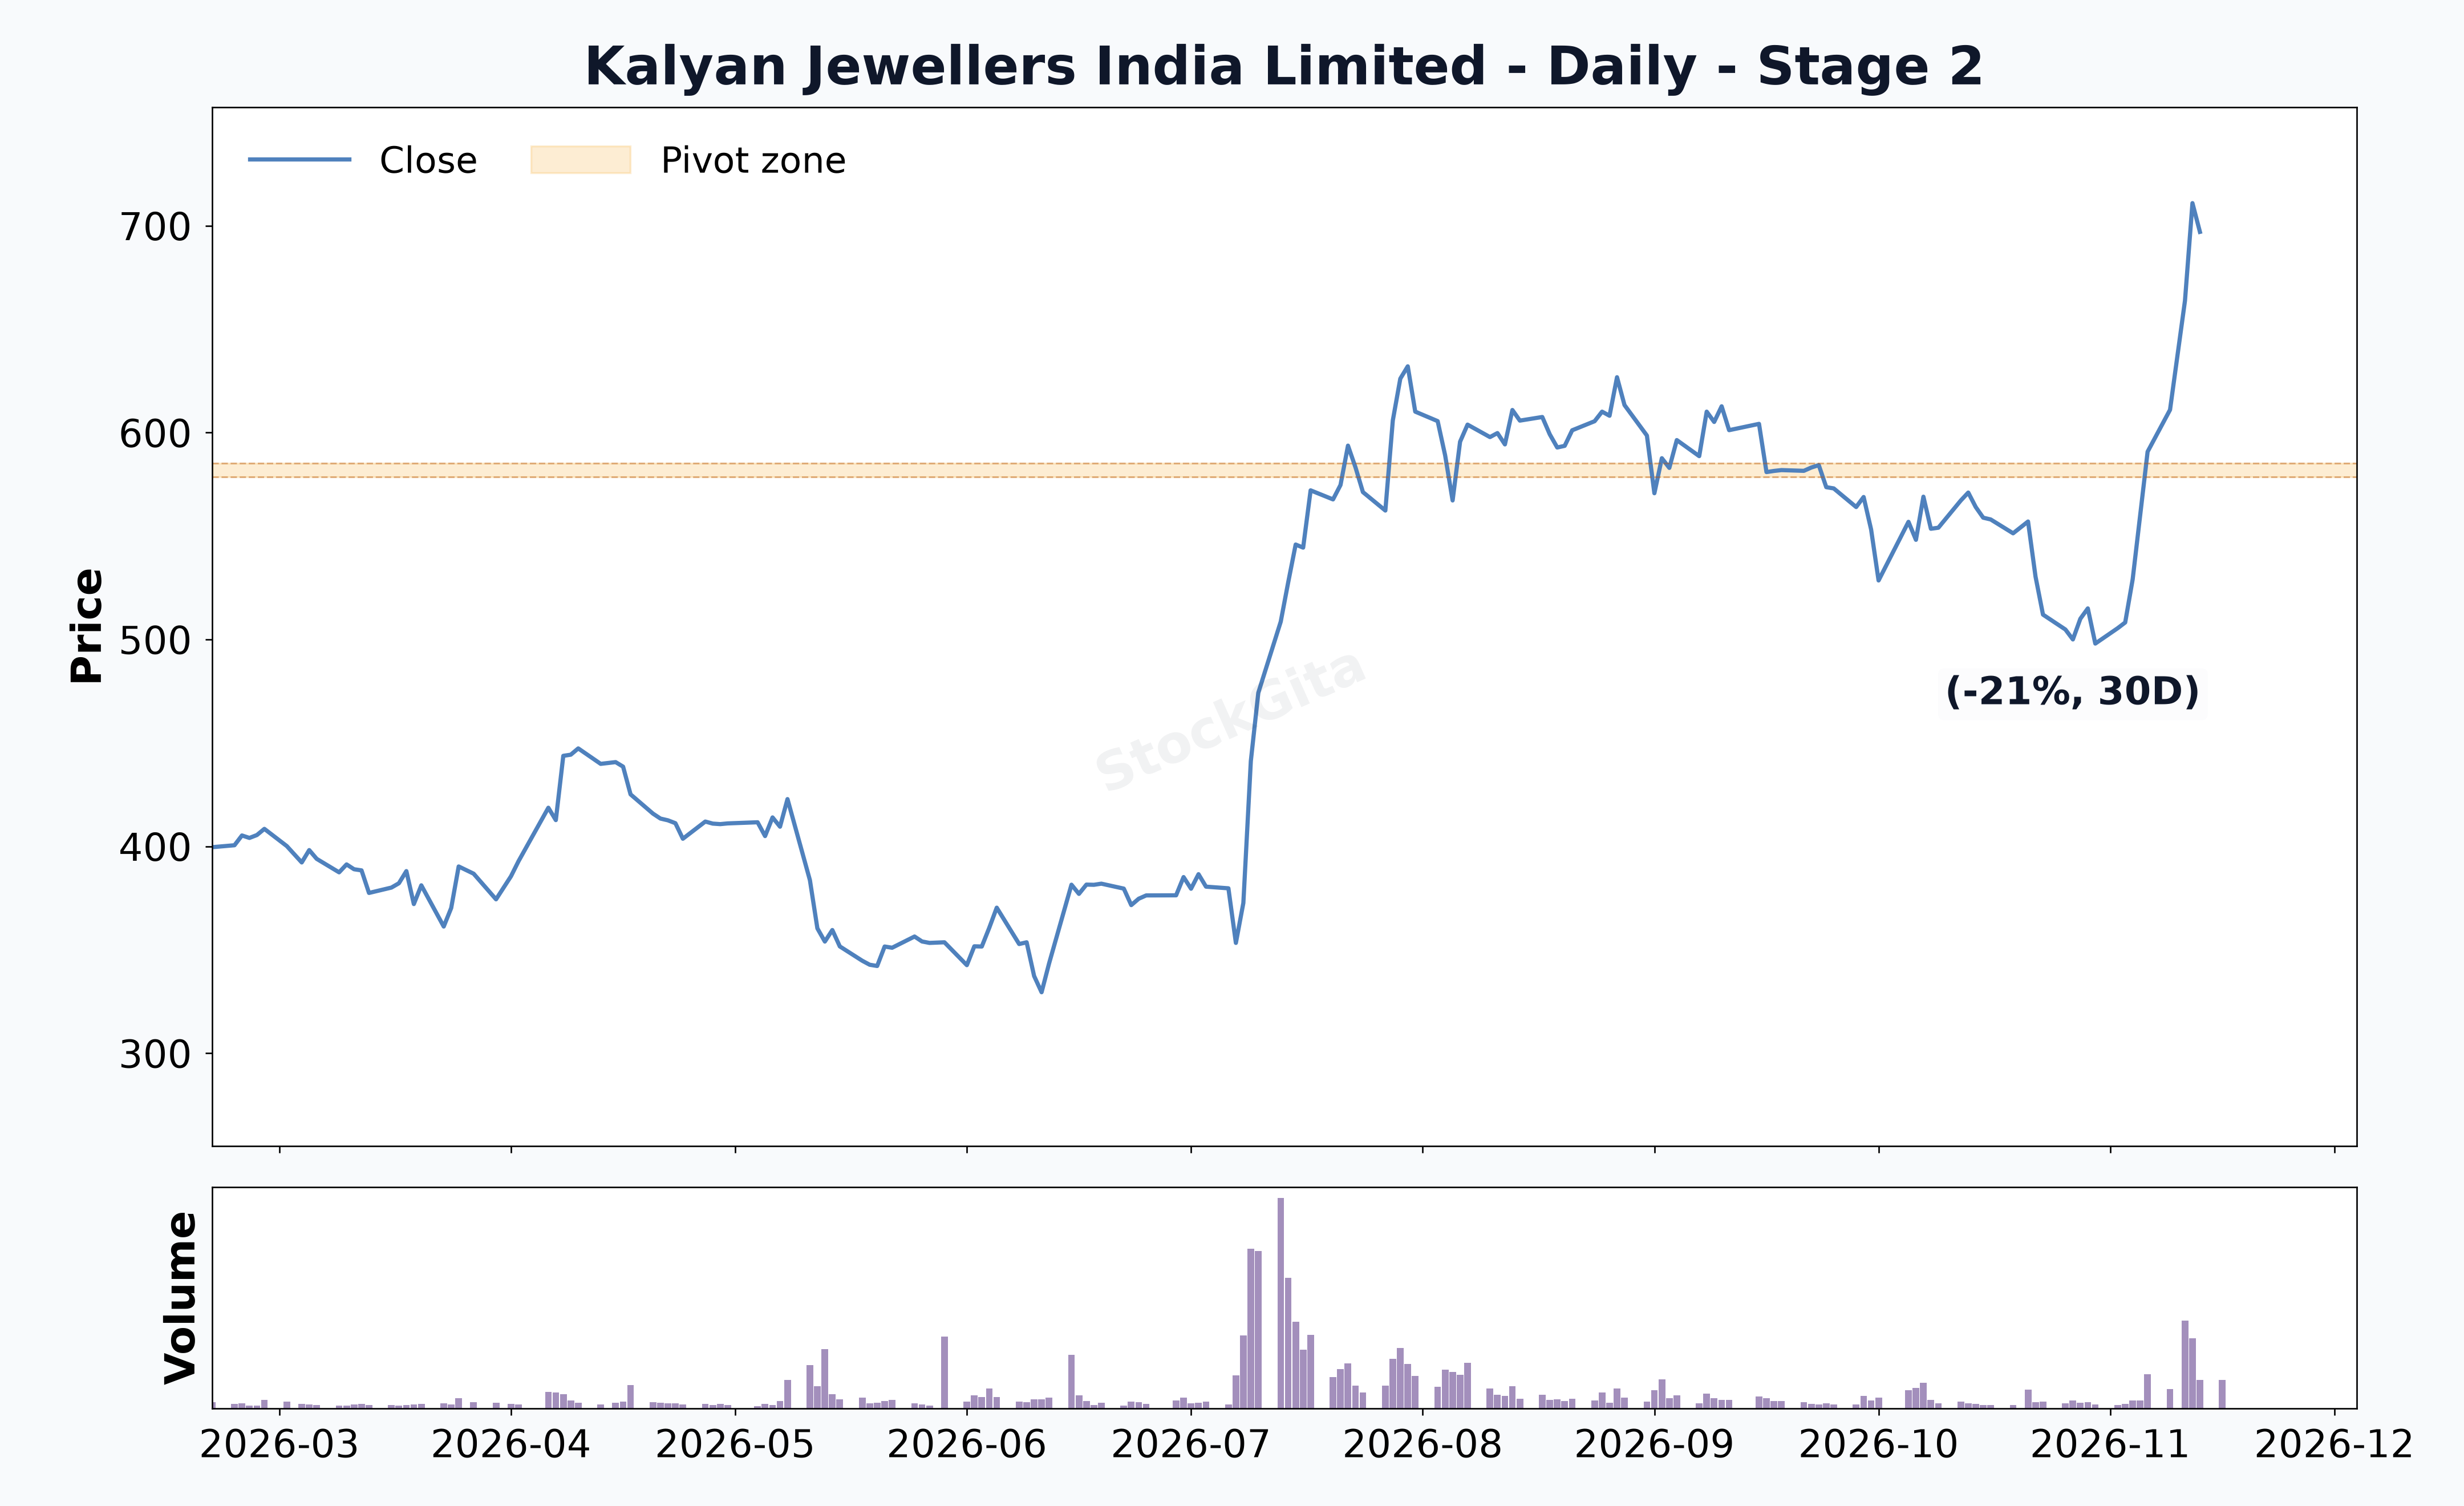 Kalyan Jewellers India Limited - Daily - Stage 2
Close
Pivot zone
700
600
500
400
300
Price
StockGita
(-21%, 30D)
Volume
2026-03
2026-04
2026-05
2026-06
2026-07
2026-08
2026-09
2026-10
2026-11
2026-12